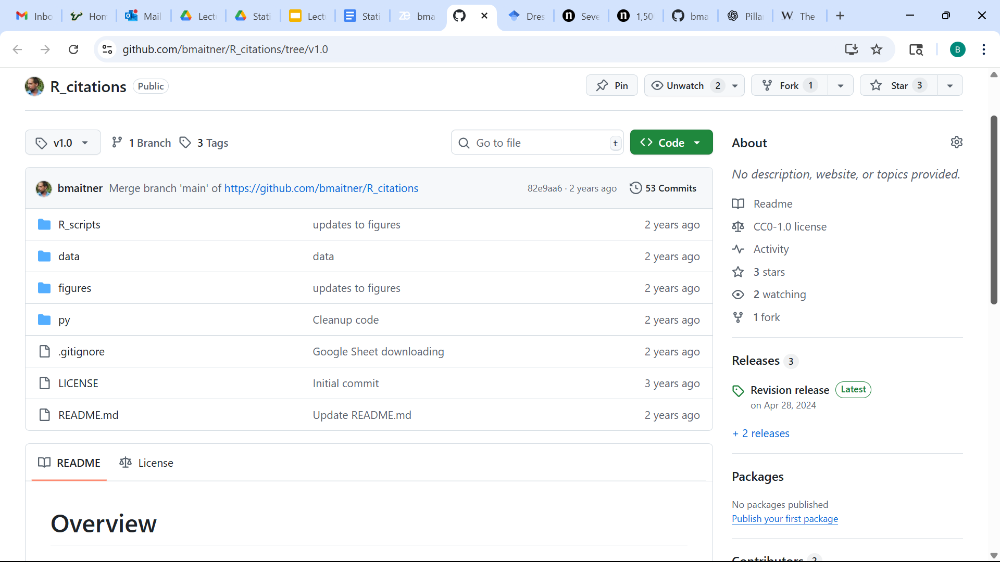 Inbo Hom Mail Lect Stati Lect Stati bma Dres Seve 1,50 bma Pilla The
github.com/bmaitner/R_citations/tree/v1.0 B
R_citations Public Pin Unwatch 2 Fork 1 Star 3
v1.0 1 Branch 3 Tags Go to file t Code About
No description, website, or topics provided.
bmaitner Merge branch 'main' of https://github.com/bmaitner/R_citations 82e9aa6 · 2 years ago 53 Commits
R_scripts updates to figures 2 years ago
data data 2 years ago
figures updates to figures 2 years ago
py Cleanup code 2 years ago
.gitignore Google Sheet downloading 2 years ago
LICENSE Initial commit 3 years ago
README.md Update README.md 2 years ago
Readme
CC0-1.0 license
Activity
3 stars
2 watching
1 fork
Releases 3
Revision release Latest
on Apr 28, 2024
+ 2 releases
Packages
No packages published
Publish your first package
Contributors 2
README License
Overview